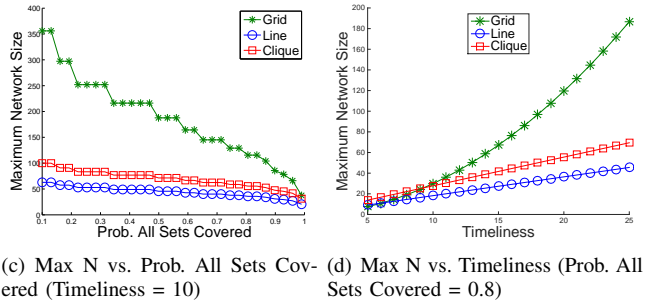 400
350
300
250
200
150
100
50
0
Maximum Network Size
Grid
Line
Clique
0.1 0.2 0.3 0.4 0.5 0.6 0.7 0.8 0.9 1
Prob. All Sets Covered
200
180
160
140
120
100
80
60
40
20
0
Maximum Network Size
Grid
Line
Clique
5 10 15 20 25
Timeliness
(c) Max N vs. Prob. All Sets Cov-
ered (Timeliness = 10)
(d) Max N vs. Timeliness (Prob. All
Sets Covered = 0.8)